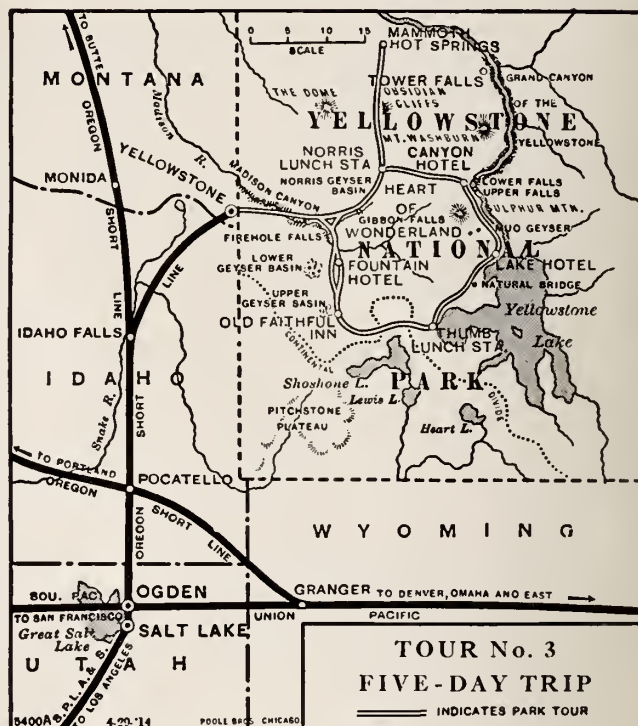 TO BUTTE
0 5 10 15
SCALE
MAMMOTH
HOT SPRINGS
MONTANA
OREGON
Madison
R.
THE DOME
TOWER FALLS
OBSIDIAN
CLIFFS
GRAND CANYON
OF THE
YELLOWSTONE
YELLOWSTONE
MT. WASHBURN
YELLOWSTONE
NORRIS
LUNCH STA
CANYON
HOTEL
MONIDA
MADISON CANYON
NORRIS GEYSER
BASIN
HEART
OF
WONDERLAND
LOWER FALLS
UPPER FALLS
SULPHUR MTN.
GIBBON FALLS
MUD GEYSER
SHORT
LINE
FIREHOLE FALLS
NATIONAL
LOWER
GEYSER BASIN
FOUNTAIN
HOTEL
LAKE HOTEL
NATURAL BRIDGE
LINE
UPPER
GEYSER BASIN
OLD FAITHFUL
INN
Yellowstone
Lake
IDAHO FALLS
THUMB
LUNCH STA
CONTINENTAL
DIVIDE
IDAHO
Shoshone L.
PARK
Lewis L.
PITCHSTONE
PLATEAU
Heart L.
Snake R.
SHORT
TO PORTLAND
OREGON
POCATELLO
SHORT
LINE
WYOMING
OREGON
SOU. PAC.
OGDEN
GRANGER
TO DENVER, OMAHA AND EAST
TO SAN FRANCISCO
UNION
PACIFIC
Great Salt
Lake
SALT LAKE
UTAH
S.P.L.A. & S.
TO LOS ANGELES
TOUR No. 3
FIVE-DAY TRIP
INDICATES PARK TOUR
5400A
4-29-'14
POOLE BROS. CHICAGO